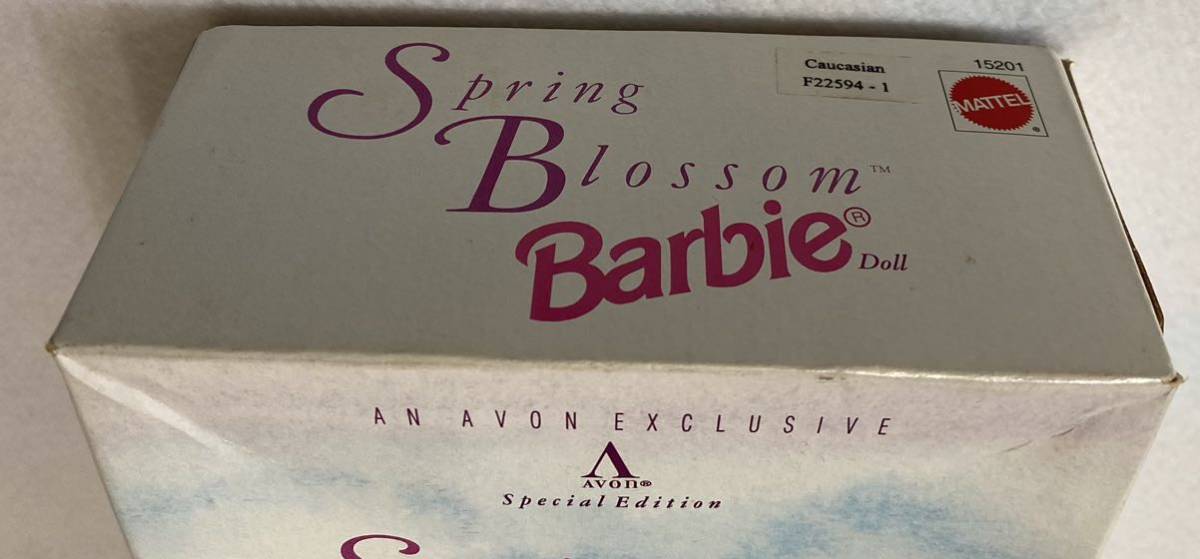 Spring
Blossom™
Barbie®
Doll
Caucasian
F22594 - 1
15201
MATTEL
®
AN AVON EXCLUSIVE
A
AVON®
Special Edition
S